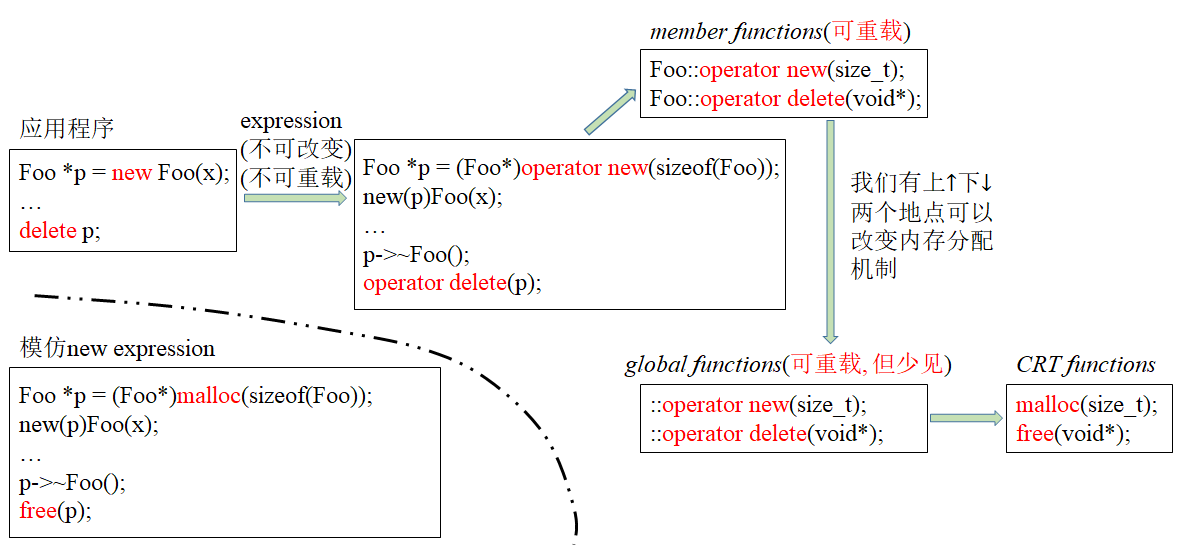 应用程序
Foo *p = new Foo(x);
…
delete p;
expression
(不可改变)
(不可重载)
Foo *p = (Foo*)operator new(sizeof(Foo));
new(p)Foo(x);
…
p->~Foo();
operator delete(p);
member functions(可重载)
Foo::operator new(size_t);
Foo::operator delete(void*);
我们有上↑下↓
两个地点可以
改变内存分配
机制
global functions(可重载, 但少见)
::operator new(size_t);
::operator delete(void*);
CRT functions
malloc(size_t);
free(void*);
模仿new expression
Foo *p = (Foo*)malloc(sizeof(Foo));
new(p)Foo(x);
…
p->~Foo();
free(p);